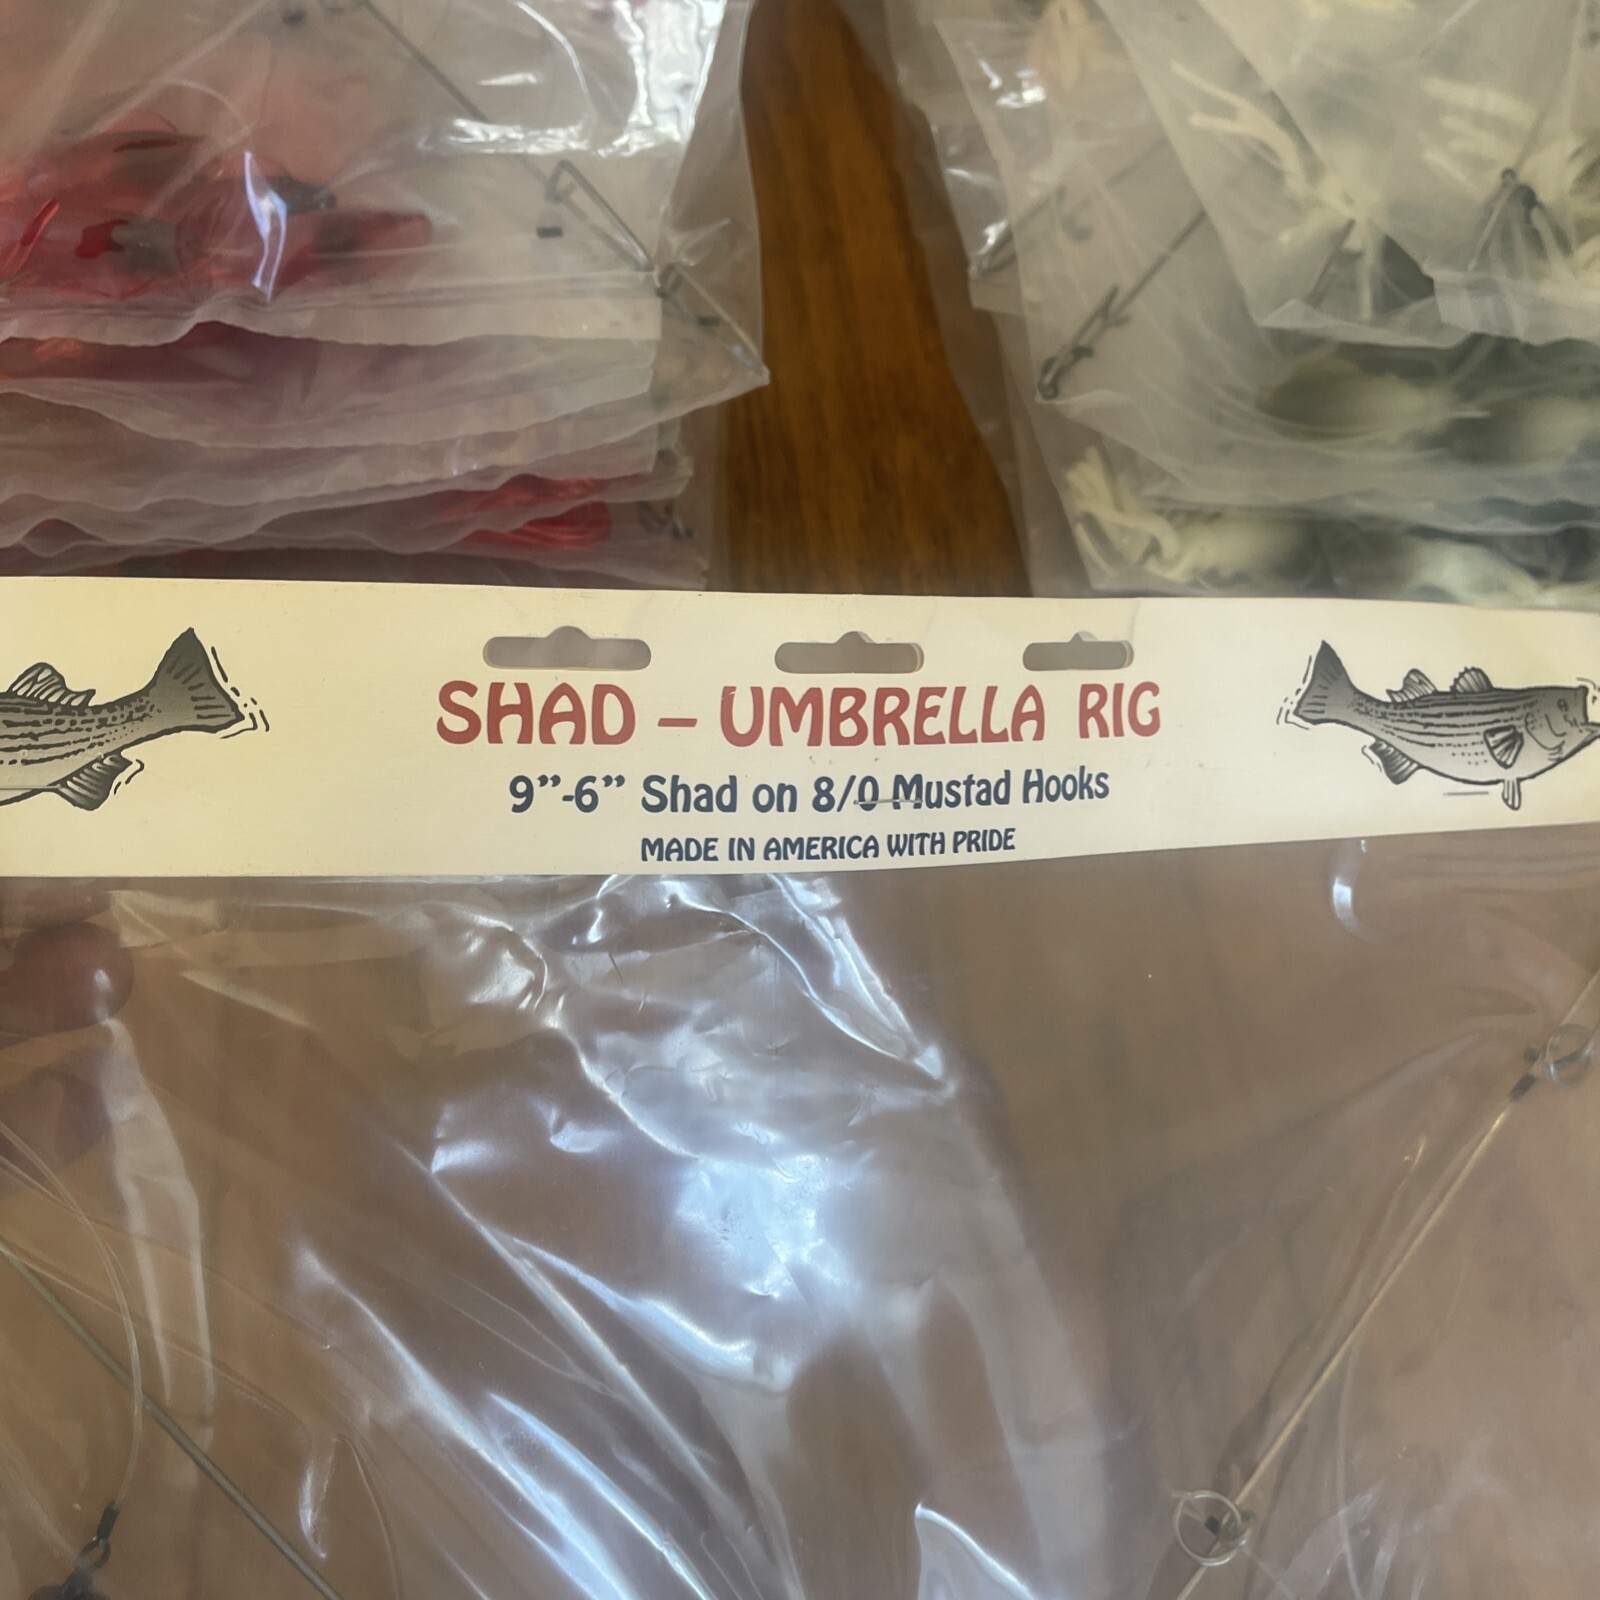 SHAD – UMBRELLA RIG
9”-6” Shad on 8/0 Mustad Hooks
MADE IN AMERICA WITH PRIDE